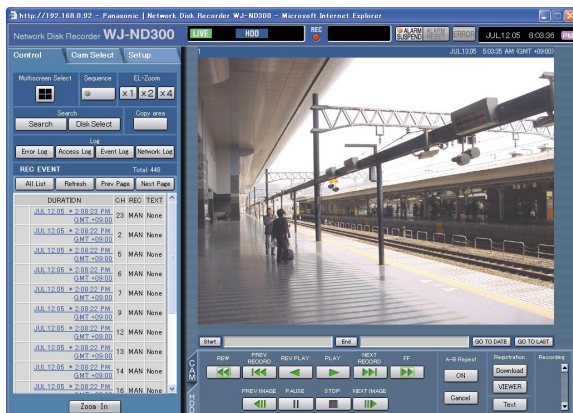 http://192.168.0.92 - Panasonic | Network Disk Recorder WJ-ND300 - Microsoft Internet Explorer
Network Disk Recorder WJ-ND300
LIVE HDD REC ALARM SUSPEND ALARM RESET ERROR JUL.12.05 8:03:36 PM
Control Cam Select Setup
1 JUL.13.05 5:03:35 AM (GMT +09:00)
Multiscreen Select Sequence EL-Zoom
x1 x2 x4
Search Copy area
Search Disk Select
Log
Error Log Access Log Event Log Network Log
REC EVENT Total 448
All List Refresh Prev Page Next Page
DURATION CH REC TEXT
JUL.12.05 * 2:08:23 PM GMT +09:00 23 MAN None
JUL.12.05 * 2:08:22 PM GMT +09:00 2 MAN None
JUL.12.05 * 2:08:22 PM GMT +09:00 5 MAN None
JUL.12.05 * 2:08:22 PM GMT +09:00 6 MAN None
JUL.12.05 * 2:08:22 PM GMT +09:00 7 MAN None
JUL.12.05 * 2:08:22 PM GMT +09:00 9 MAN None
JUL.12.05 * 2:08:22 PM GMT +09:00 12 MAN None
JUL.12.05 * 2:08:22 PM GMT +09:00 13 MAN None
JUL.12.05 * 2:08:22 PM GMT +09:00 14 MAN None
JUL.12.05 * 2:08:22 PM 16 MAN None
Zoom In
Start End GO TO DATE GO TO LAST
CAM
HDD
REW PREV RECORD REV PLAY PLAY NEXT RECORD FF
PREV IMAGE PAUSE STOP NEXT IMAGE
A-B Repeat
ON
Cancel
Registration
Download
VIEWER
Text
Recording